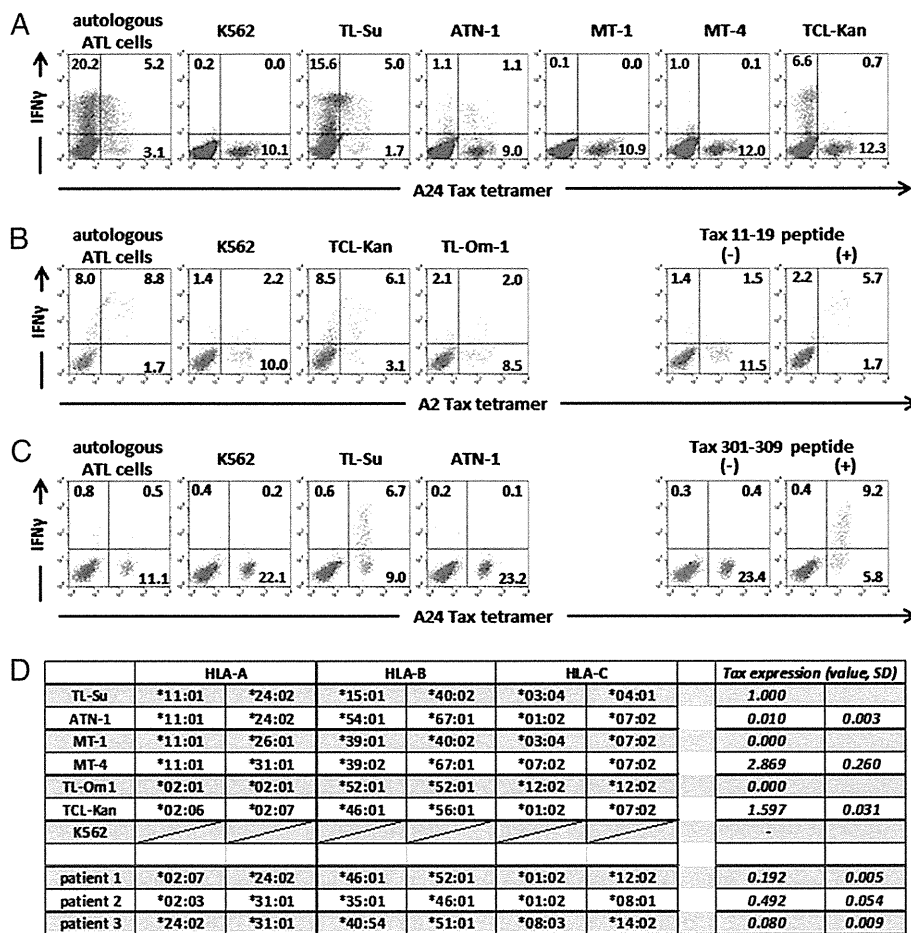 A
autologous ATL cells K562 TL-Su ATN-1 MT-1 MT-4 TCL-Kan
IFNγ
20.2 5.2 0.2 0.0 15.6 5.0 1.1 1.1 0.1 0.0 1.0 0.1 6.6 0.7
3.1 10.1 1.7 9.0 10.9 12.0 12.3
A24 Tax tetramer
B
autologous ATL cells K562 TCL-Kan TL-Om-1 Tax 11-19 peptide (-) (+)
IFNγ
8.0 8.8 1.4 2.2 8.5 6.1 2.1 2.0 1.4 1.5 2.2 5.7
1.7 10.0 3.1 8.5 11.5 1.7
A2 Tax tetramer
C
autologous ATL cells K562 TL-Su ATN-1 Tax 301-309 peptide (-) (+)
IFNγ
0.8 0.5 0.4 0.2 0.6 6.7 0.2 0.1 0.3 0.4 0.4 9.2
11.1 22.1 9.0 23.2 23.4 5.8
A24 Tax tetramer
D
HLA-A HLA-B HLA-C Tax expression (value, SD)
TL-Su *11:01 *24:02 *15:01 *40:02 *03:04 *04:01 1.000
ATN-1 *11:01 *24:02 *54:01 *67:01 *01:02 *07:02 0.010 0.003
MT-1 *11:01 *26:01 *39:01 *40:02 *03:04 *07:02 0.000
MT-4 *11:01 *31:01 *39:02 *67:01 *07:02 *07:02 2.869 0.260
TL-Om1 *02:01 *02:01 *52:01 *52:01 *12:02 *12:02 0.000
TCL-Kan *02:06 *02:07 *46:01 *56:01 *01:02 *07:02 1.597 0.031
K562 -
patient 1 *02:07 *24:02 *46:01 *52:01 *01:02 *12:02 0.192 0.005
patient 2 *02:03 *31:01 *35:01 *46:01 *01:02 *08:01 0.492 0.054
patient 3 *24:02 *31:01 *40:54 *51:01 *08:03 *14:02 0.080 0.009